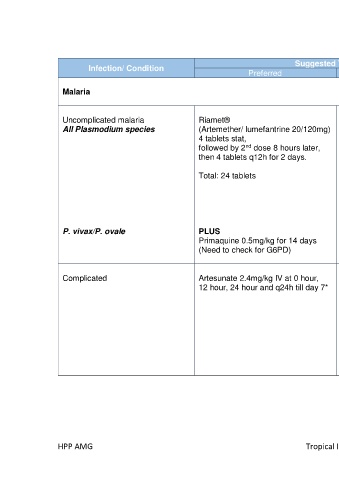 Infection/ Condition
Suggested
Preferred
Malaria
Uncomplicated malaria
All Plasmodium species
Riamet®
(Artemether/ lumefantrine 20/120mg)
4 tablets stat,
followed by 2nd dose 8 hours later,
then 4 tablets q12h for 2 days.
Total: 24 tablets
P. vivax/P. ovale
PLUS
Primaquine 0.5mg/kg for 14 days
(Need to check for G6PD)
Complicated
Artesunate 2.4mg/kg IV at 0 hour,
12 hour, 24 hour and q24h till day 7*
HPP AMG
Tropical I